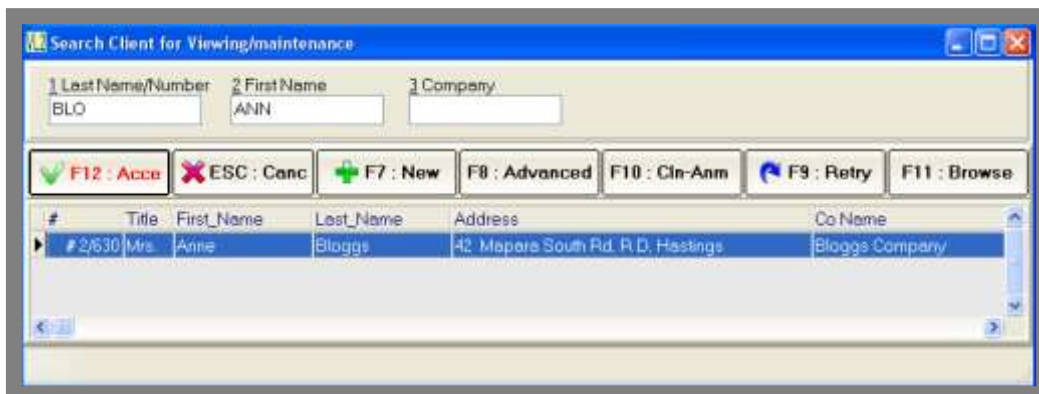 Search Client for Viewing/maintenance
1 Last Name/Number 2 First Name 3 Company
BLO ANN
F12 : Acce ESC : Canc F7 : New F8 : Advanced F10 : Cln-Anm F9 : Retry F11 : Browse
# Title First_Name Last_Name Address Co Name
# 2/630 Mrs. Anne Bloggs 42 Mapara South Rd. R.D. Hastings Bloggs Company